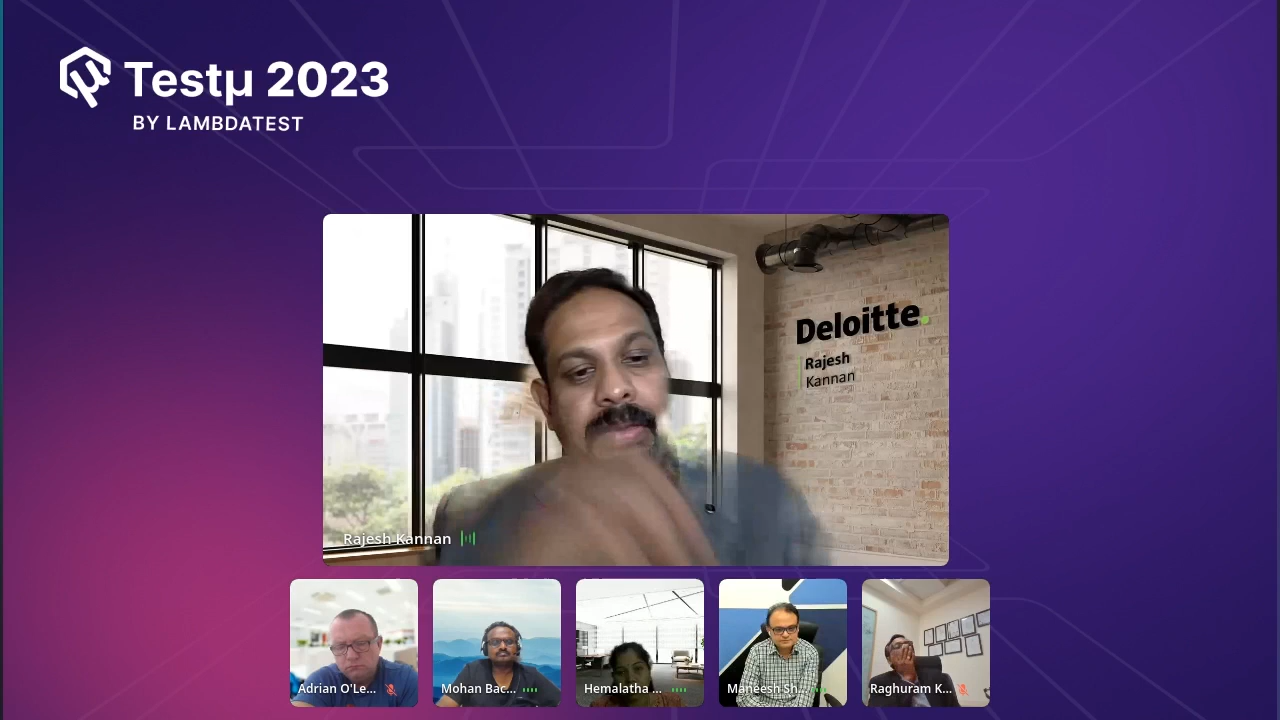 Testμ 2023
BY LAMBDATEST
Deloitte.
Rajesh
Kannan
Rajesh Kannan
Adrian O'Le...
Mohan Bac...
Hemalatha ...
Maneesh Sh...
Raghuram K...